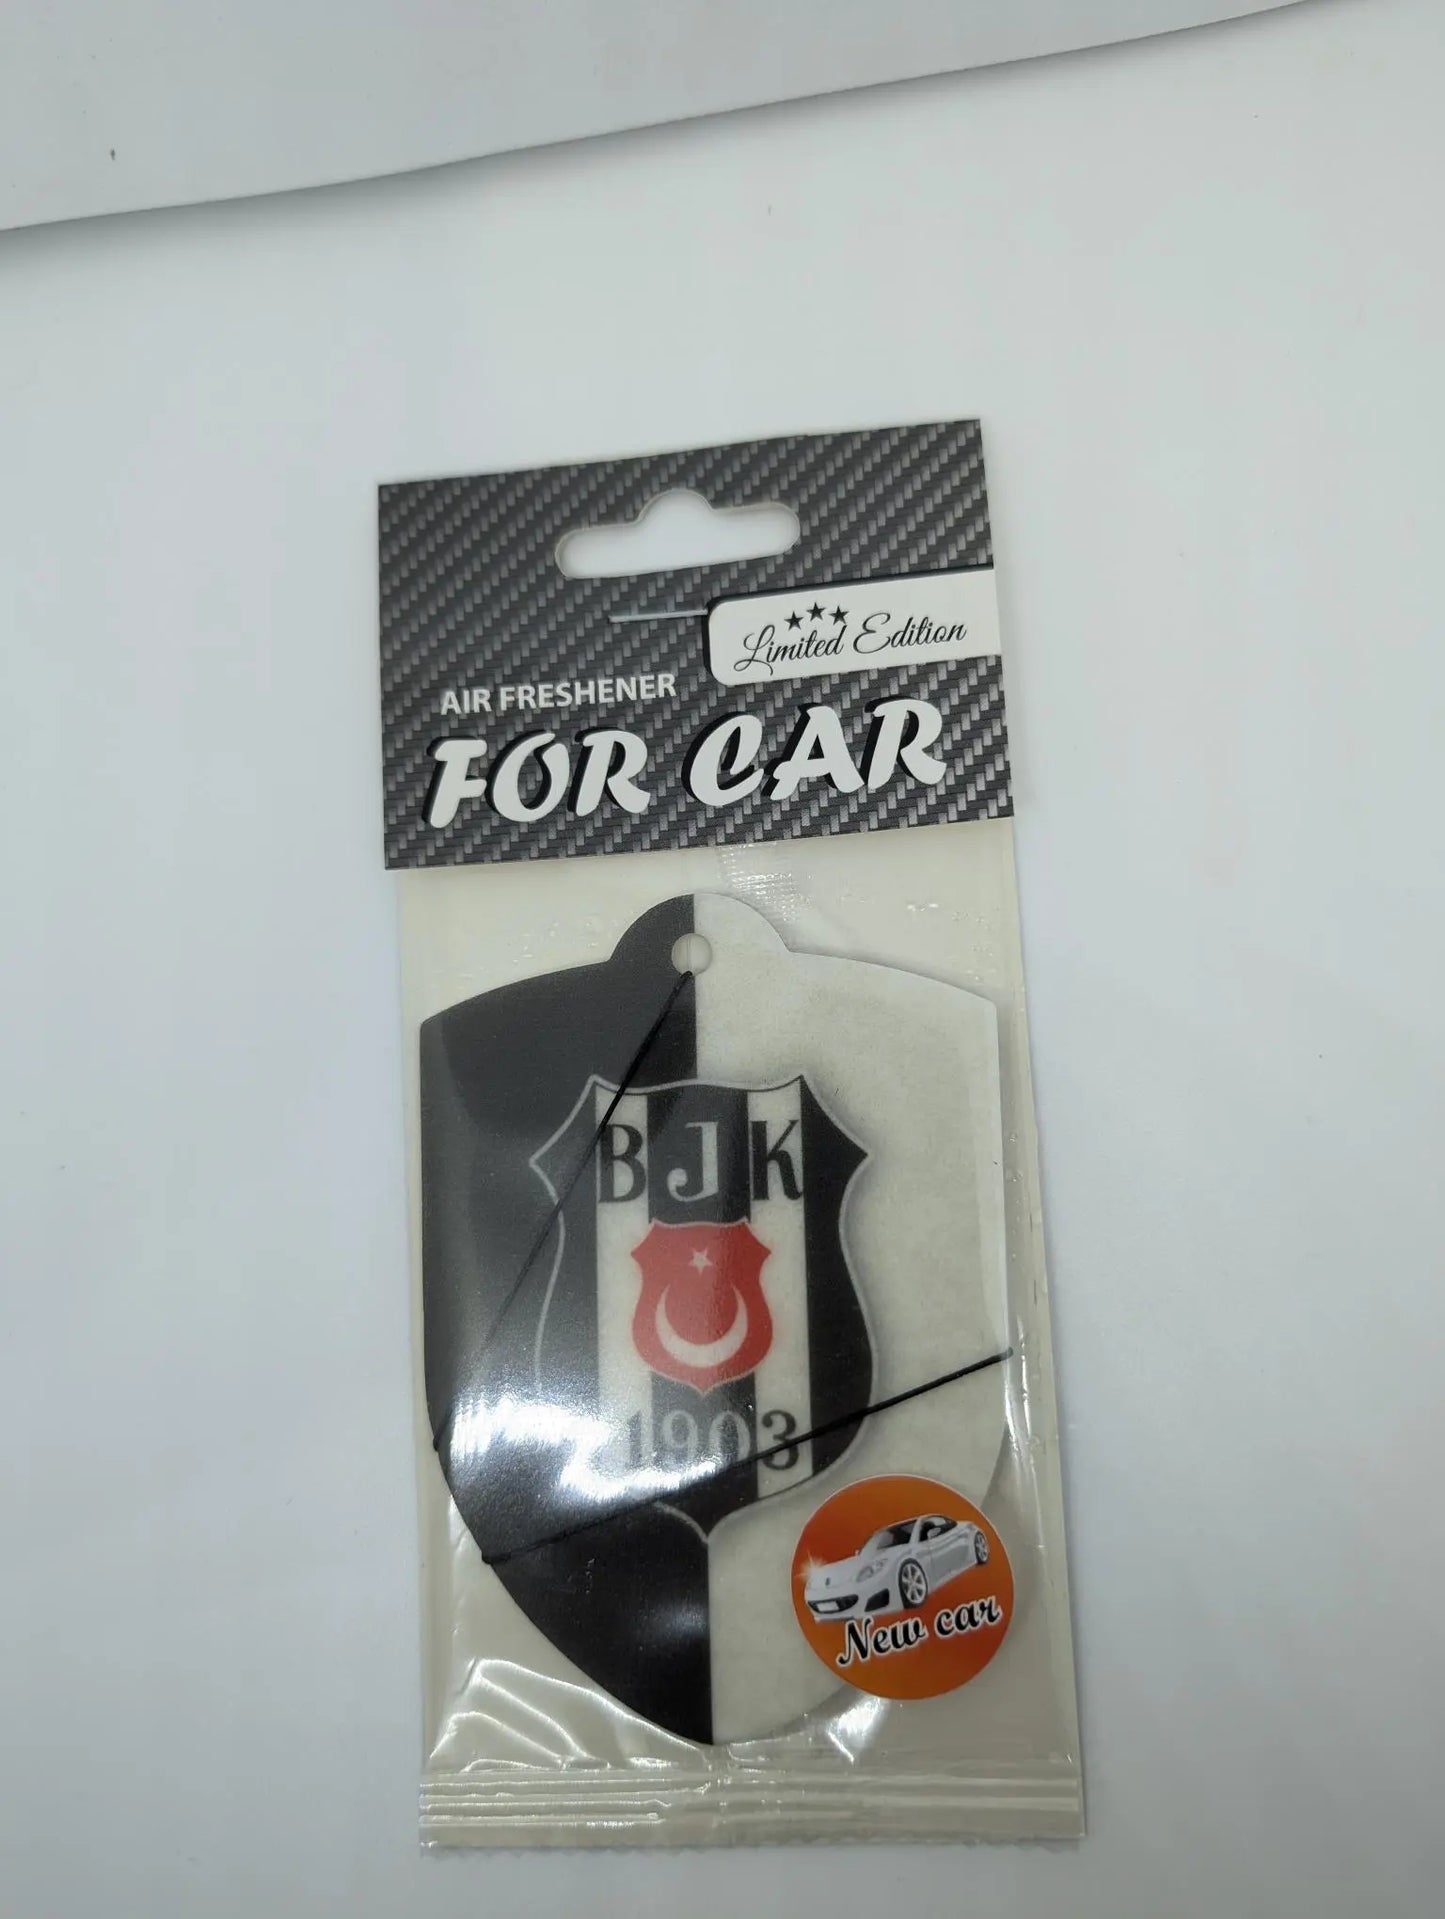 Limited Edition
AIR FRESHENER
FOR CAR
BJK
1903
New car